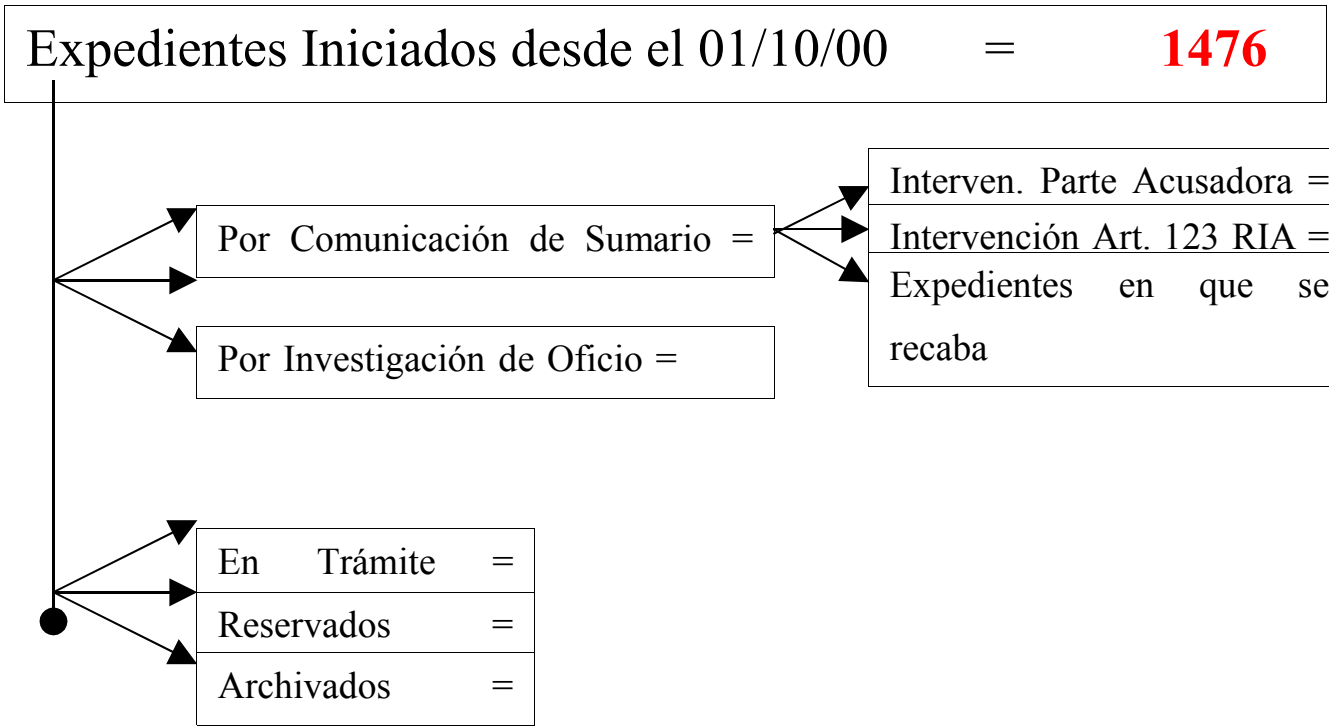 Expedientes Iniciados desde el 01/10/00 = 1476
Por Comunicación de Sumario =
Por Investigación de Oficio =
Interven. Parte Acusadora =
Intervención Art. 123 RIA =
Expedientes en que se
recaba
En Trámite =
Reservados =
Archivados =